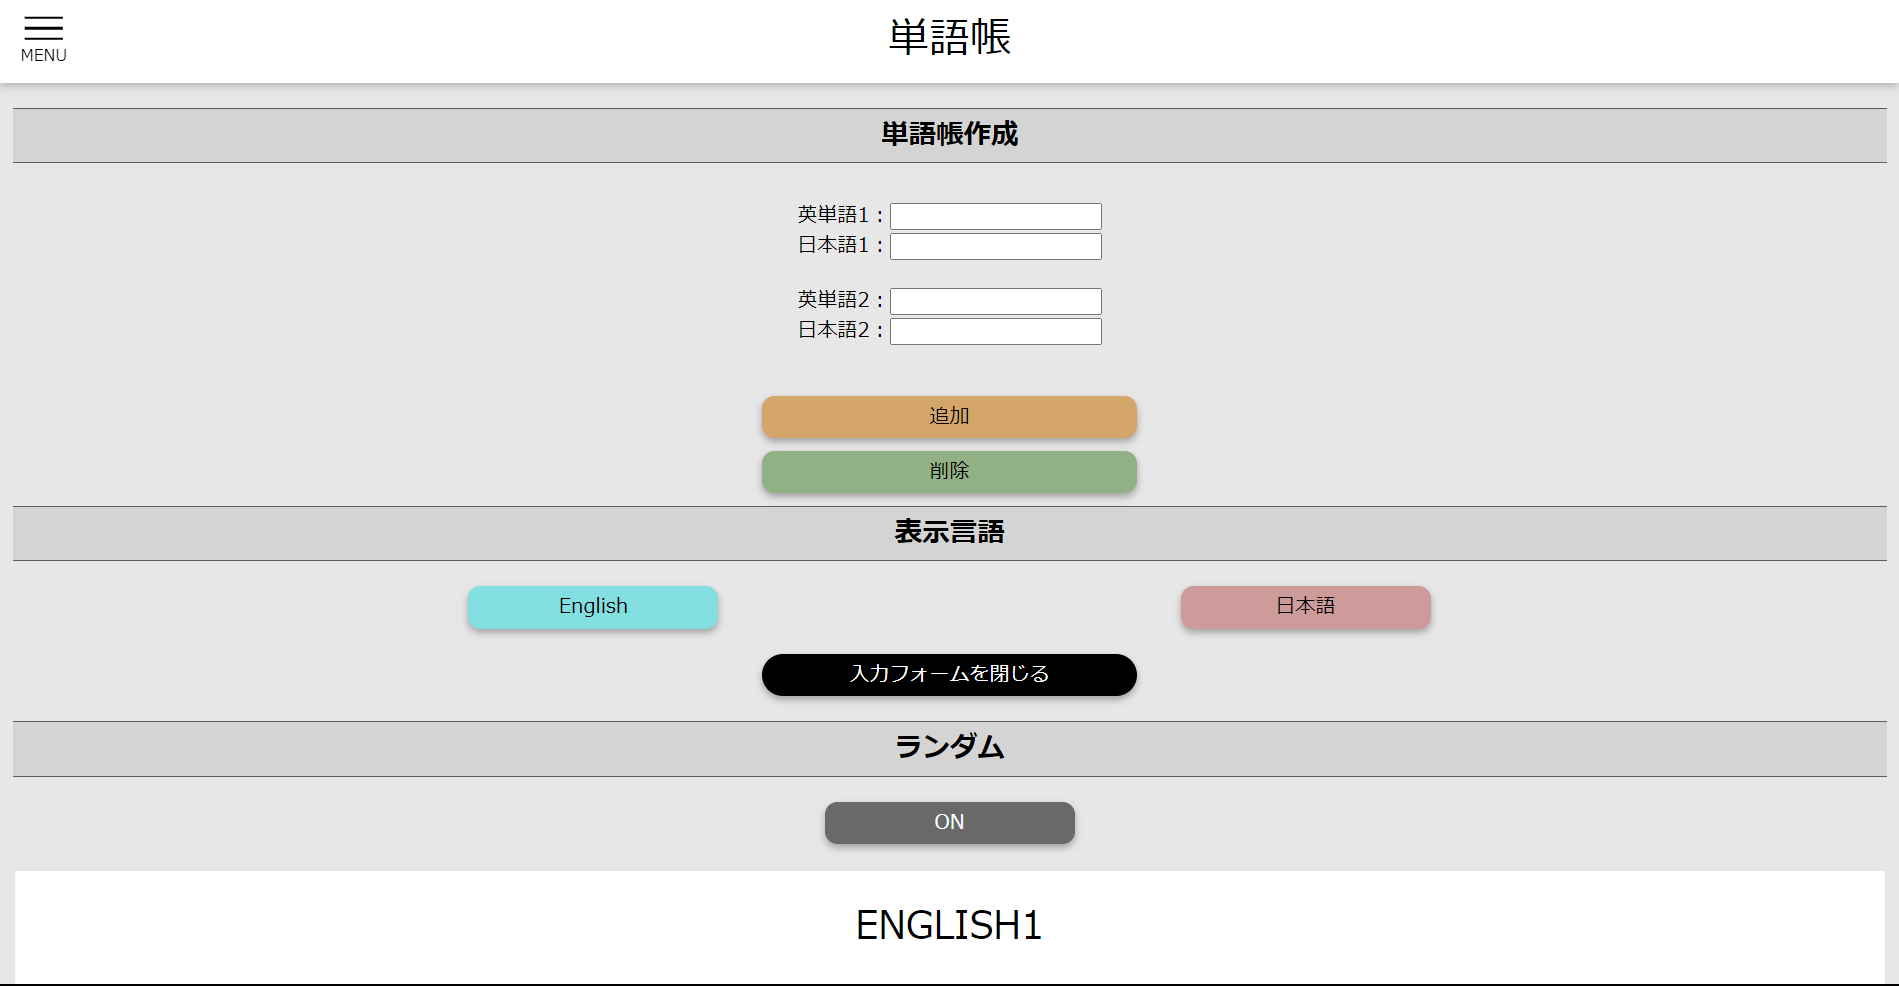 MENU
単語帳
単語帳作成
英単語1：
日本語1：
英単語2：
日本語2：
追加
削除
表示言語
English
日本語
入力フォームを閉じる
ランダム
ON
ENGLISH1